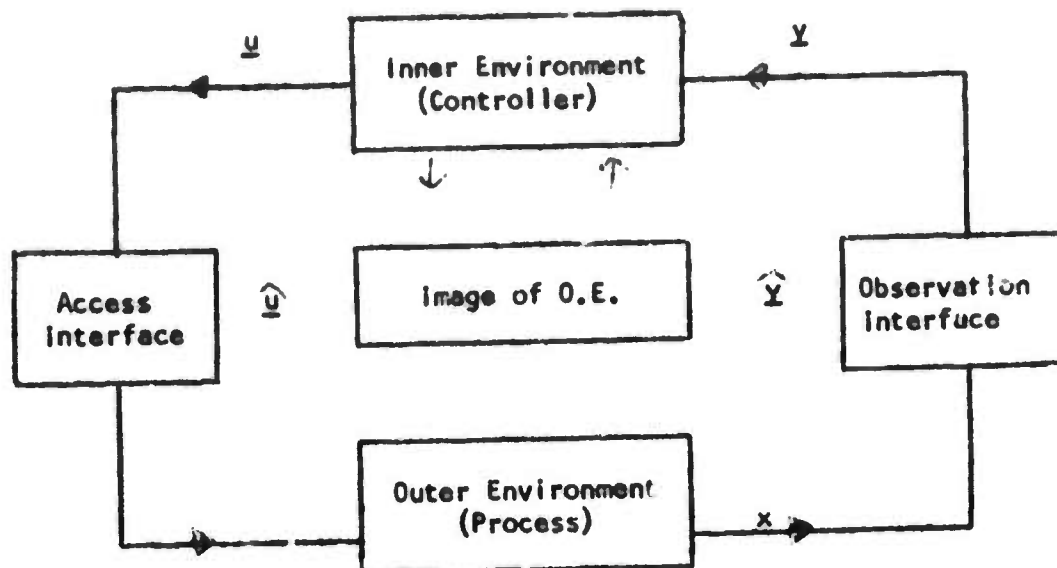 u
Inner Environment
(Controller)
y
Access
interface
û
Image of O.E.
ŷ
Observation
interface
Outer Environment
(Process)
x